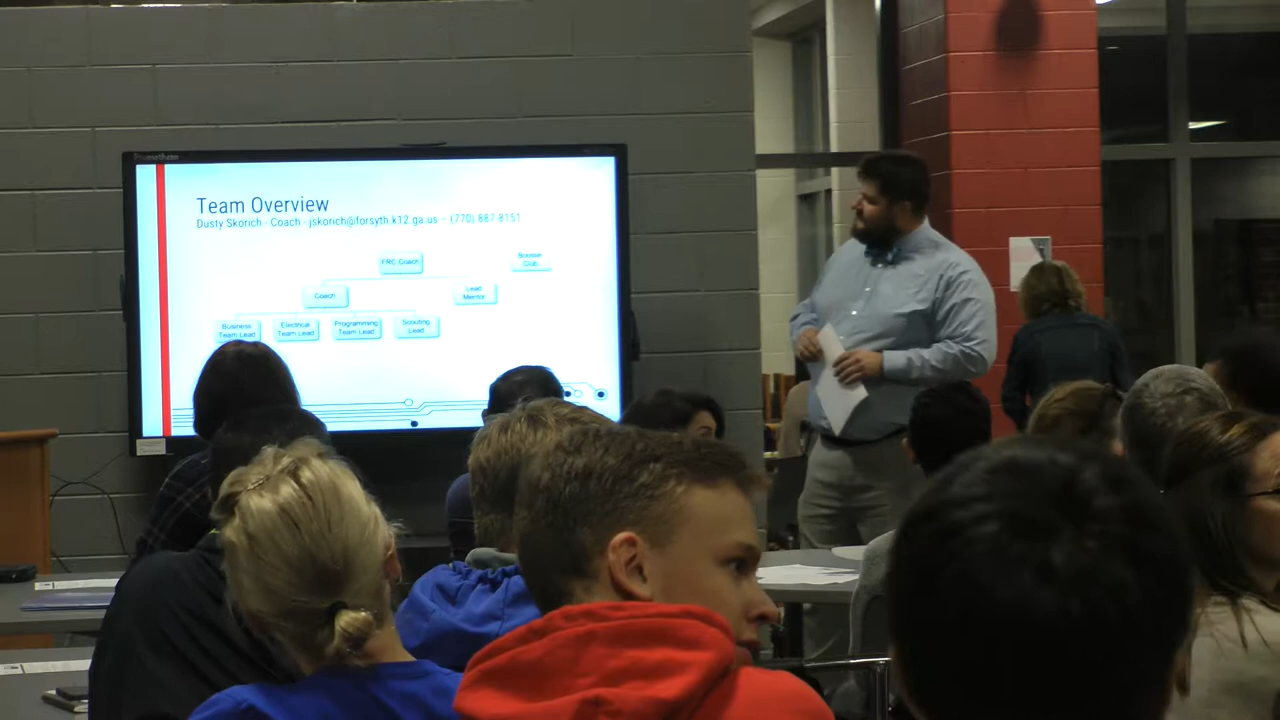 Team Overview
Dusty Skorich - Coach - jskorich@forsyth.k12.ga.us - (770) 887-8151
FRC Coach
Booster
Club
Coach
Lead
Mentor
Business
Team Lead
Electrical
Team Lead
Programming
Team Lead
Scouting
Lead